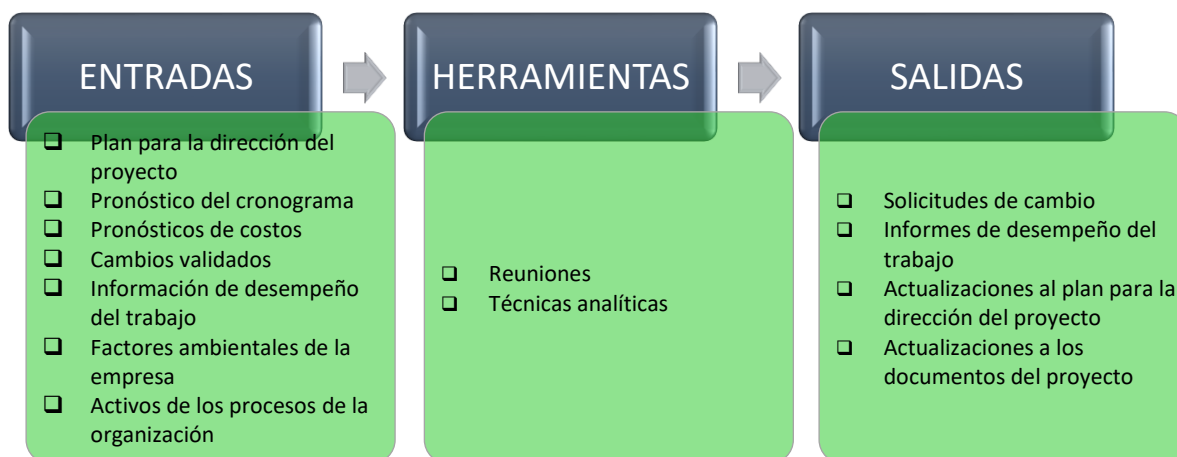 ENTRADAS
❑ Plan para la dirección del
proyecto
❑ Pronóstico del cronograma
❑ Pronósticos de costos
❑ Cambios validados
❑ Información de desempeño
del trabajo
❑ Factores ambientales de la
empresa
❑ Activos de los procesos de la
organización
HERRAMIENTAS
❑ Reuniones
❑ Técnicas analíticas
SALIDAS
❑ Solicitudes de cambio
❑ Informes de desempeño del
trabajo
❑ Actualizaciones al plan para la
dirección del proyecto
❑ Actualizaciones a los
documentos del proyecto